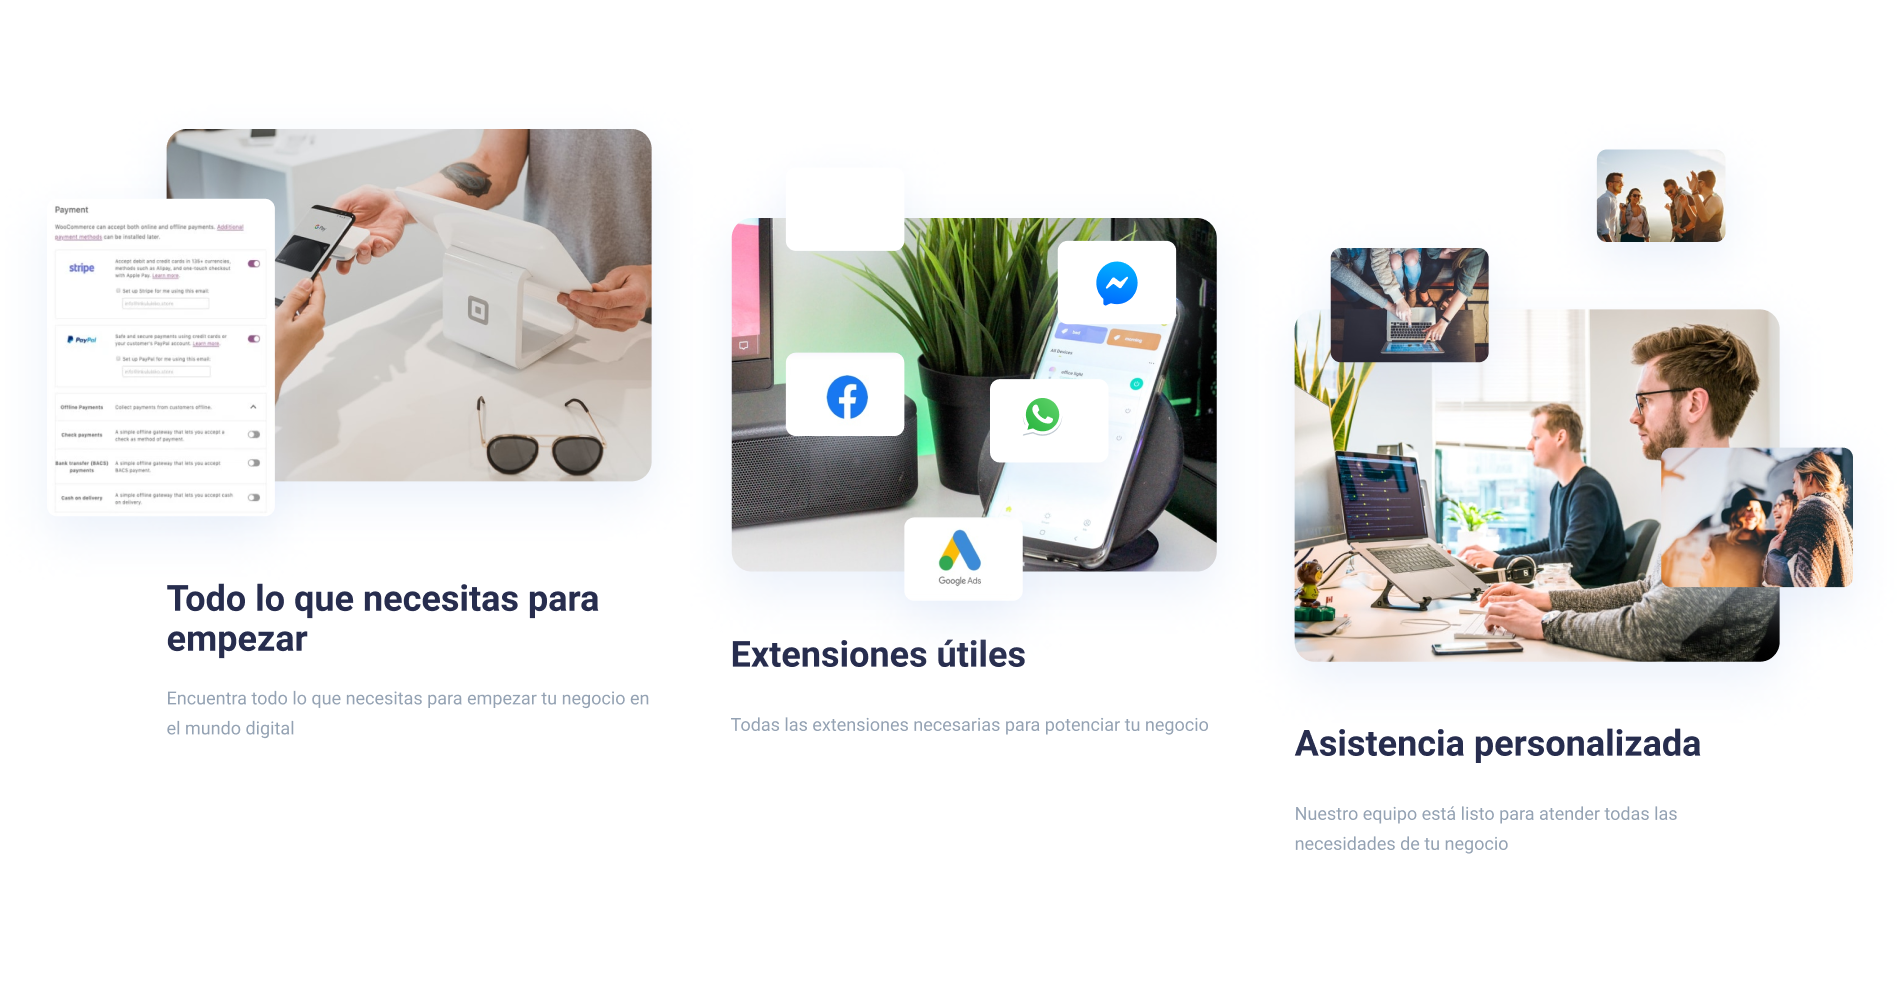 Payment
WooCommerce can accept both online and offline payments. Additional
payment methods can be installed later.
stripe
Accept debit and credit cards in 135+ currencies,
methods such as Alipay, and one-touch checkout
with Apple Pay. Learn more.
Set up Stripe for me using this email:
PayPal
Safe and secure payments using credit cards or
your customer's PayPal account. Learn more.
Set up PayPal for me using this email:
Offline Payments
Collect payments from customers offline.
Check payments
A simple offline gateway that lets you accept a
check as method of payment.
Bank transfer (BACS)
payments
A simple offline gateway that lets you accept
BACS payment.
Cash on delivery
A simple offline gateway that lets you accept cash
on delivery.
Todo lo que necesitas para
empezar
Encuentra todo lo que necesitas para empezar tu negocio en
el mundo digital
All Devices
office light
Google Ads
Extensiones útiles
Todas las extensiones necesarias para potenciar tu negocio
Asistencia personalizada
Nuestro equipo está listo para atender todas las
necesidades de tu negocio